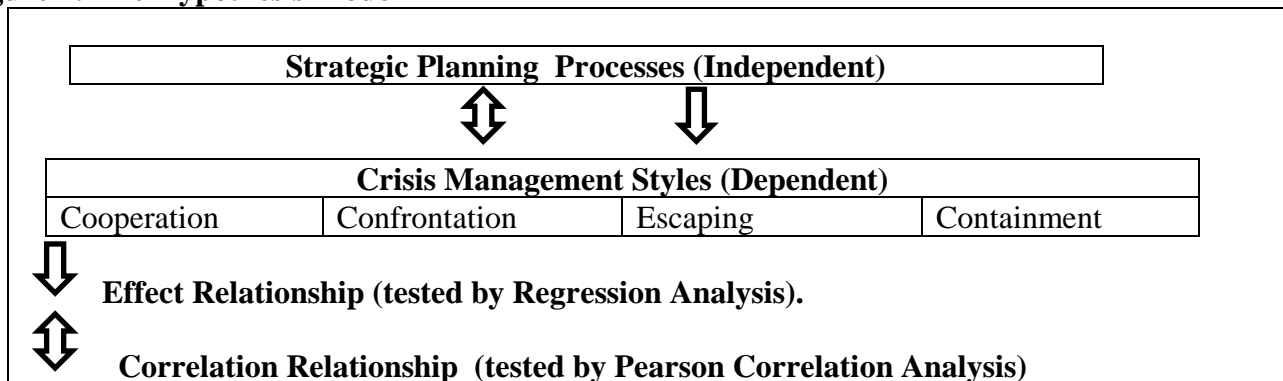 Strategic Planning Processes (Independent)
Crisis Management Styles (Dependent)
Cooperation Confrontation Escaping Containment
Effect Relationship (tested by Regression Analysis).
Correlation Relationship (tested by Pearson Correlation Analysis)